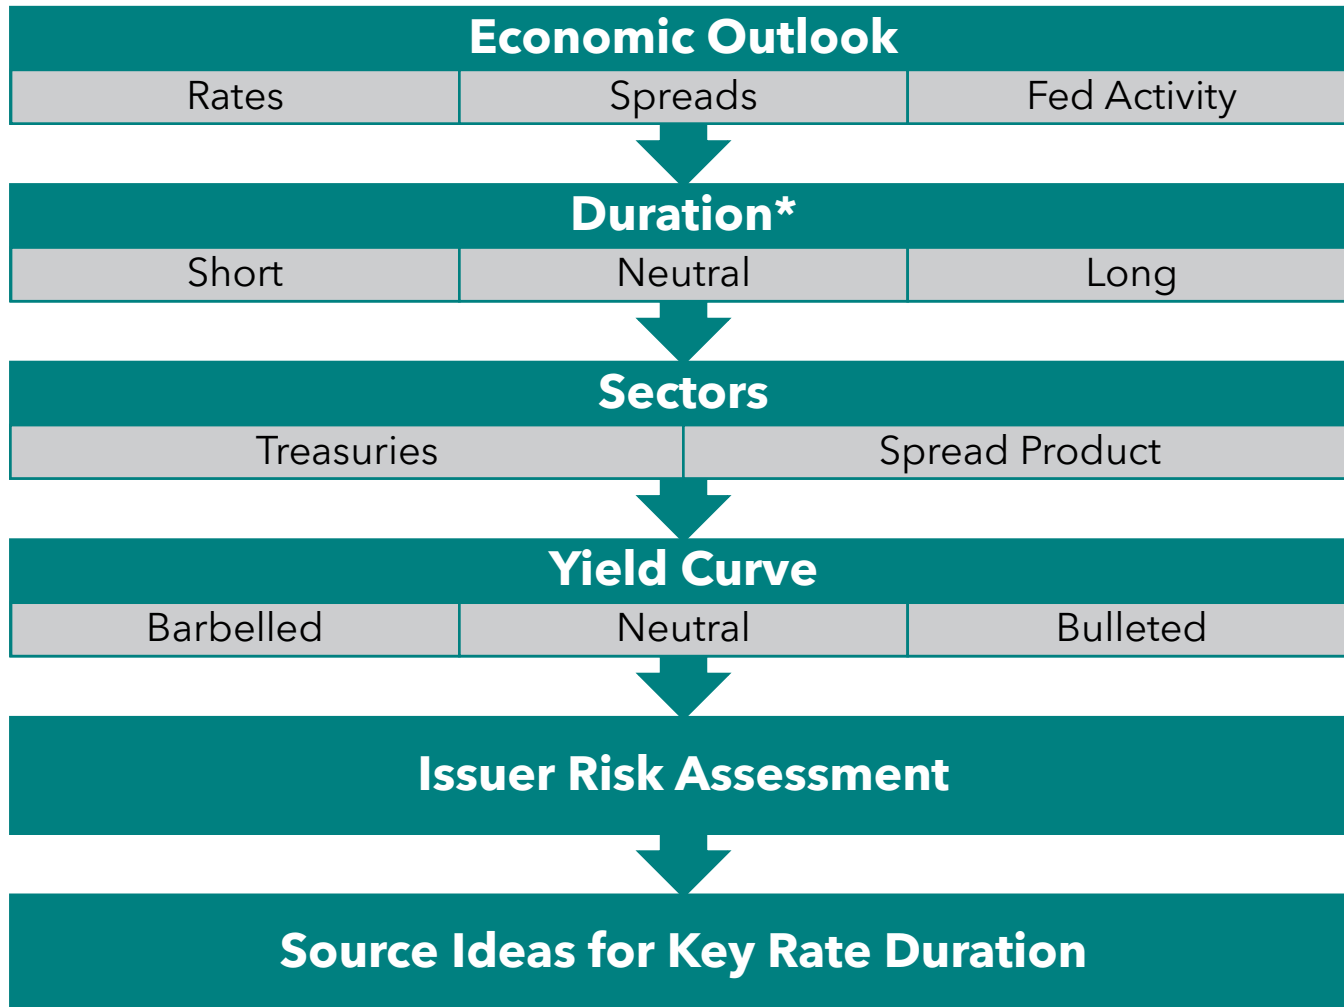 Economic Outlook
Rates Spreads Fed Activity
Duration*
Short Neutral Long
Sectors
Treasuries Spread Product
Yield Curve
Barbelled Neutral Bulleted
Issuer Risk Assessment
Source Ideas for Key Rate Duration